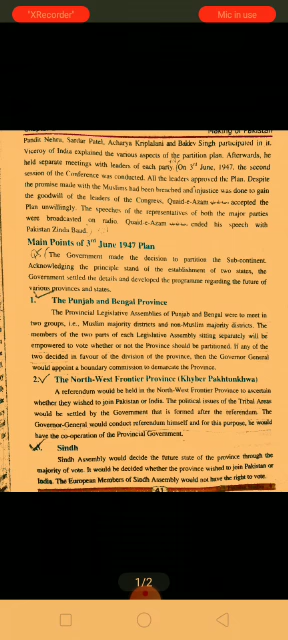 "XRecorder"
Mic in use
Making of Pakistan
Pandit Nehru, Sardar Patel, Acharya Kriplalani and Baldev Singh participated in it.
Viceroy of India explained the various aspects of the partition plan. Afterwards, he
held separate meetings with leaders of each party. On 3rd June, 1947, the second
session of the Conference was conducted. All the leaders approved the Plan. Despite
the promise made with the Muslims had been breached and injustice was done to gain
the goodwill of the leaders of the Congress, Quaid-e-Azam accepted the
Plan unwillingly. The speeches of the representatives of both the major parties
were broadcasted on radio. Quaid-e-Azam ended his speech with
Pakistan Zinda Baad.
Main Points of 3rd June 1947 Plan
The Government made the decision to partition the Sub-continent.
Acknowledging the principle stand of the establishment of two states, the
Government settled the details and developed the programme regarding the future of
various provinces and states.
1. The Punjab and Bengal Province
The Provincial Legislative Assemblies of Punjab and Bengal were to meet in
two groups, i.e., Muslim majority districts and non-Muslim majority districts. The
members of the two parts of each Legislative Assembly sitting separately will be
empowered to vote whether or not the Province should be partitioned. If any of the
two decided in favour of the division of the province, then the Governor General
would appoint a boundary commission to demarcate the Province.
2. The North-West Frontier Province (Khyber Pakhtunkhwa)
A referendum would be held in the North-West Frontier Province to ascertain
whether they wished to join Pakistan or India. The political issues of the Tribal Areas
would be settled by the Government that is formed after the referendum. The
Governor-General would conduct referendum himself and for this purpose, he would
have the co-operation of the Provincial Government.
3. Sindh
Sindh Assembly would decide the future state of the province through the
majority of vote. It would be decided whether the province wished to join Pakistan or
India. The European Members of Sindh Assembly would not have the right to vote.
43
1/2